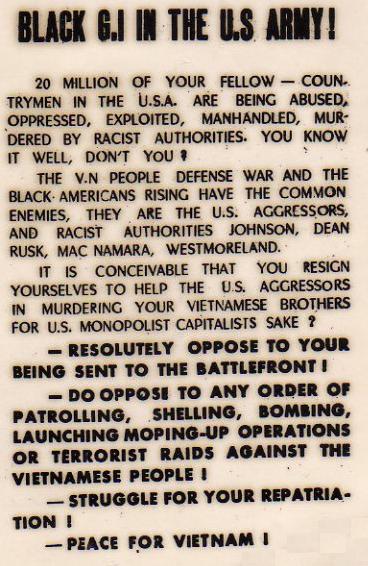 BLACK G.I IN THE U.S ARMY!
20 MILLION OF YOUR FELLOW — COUN-
TRYMEN IN THE U.S.A. ARE BEING ABUSED,
OPPRESSED, EXPLOITED, MANHANDLED, MUR-
DERED BY RACIST AUTHORITIES. YOU KNOW
IT WELL, DON'T YOU ?
THE V.N PEOPLE DEFENSE WAR AND THE
BLACK-AMERICANS RISING HAVE THE COMMON
ENEMIES, THEY ARE THE U.S. AGGRESSORS,
AND RACIST AUTHORITIES JOHNSON, DEAN
RUSK, MAC NAMARA, WESTMORELAND.
IT IS CONCEIVABLE THAT YOU RESIGN
YOURSELVES TO HELP THE U.S. AGGRESSORS
IN MURDERING YOUR VIETNAMESE BROTHERS
FOR U.S. MONOPOLIST CAPITALISTS SAKE ?
— RESOLUTELY OPPOSE TO YOUR
BEING SENT TO THE BATTLEFRONT !
— DO OPPOSE TO ANY ORDER OF
PATROLLING, SHELLING, BOMBING,
LAUNCHING MOPING-UP OPERATIONS
OR TERRORIST RAIDS AGAINST THE
VIETNAMESE PEOPLE !
— STRUGGLE FOR YOUR REPATRIA-
TION !
— PEACE FOR VIETNAM !